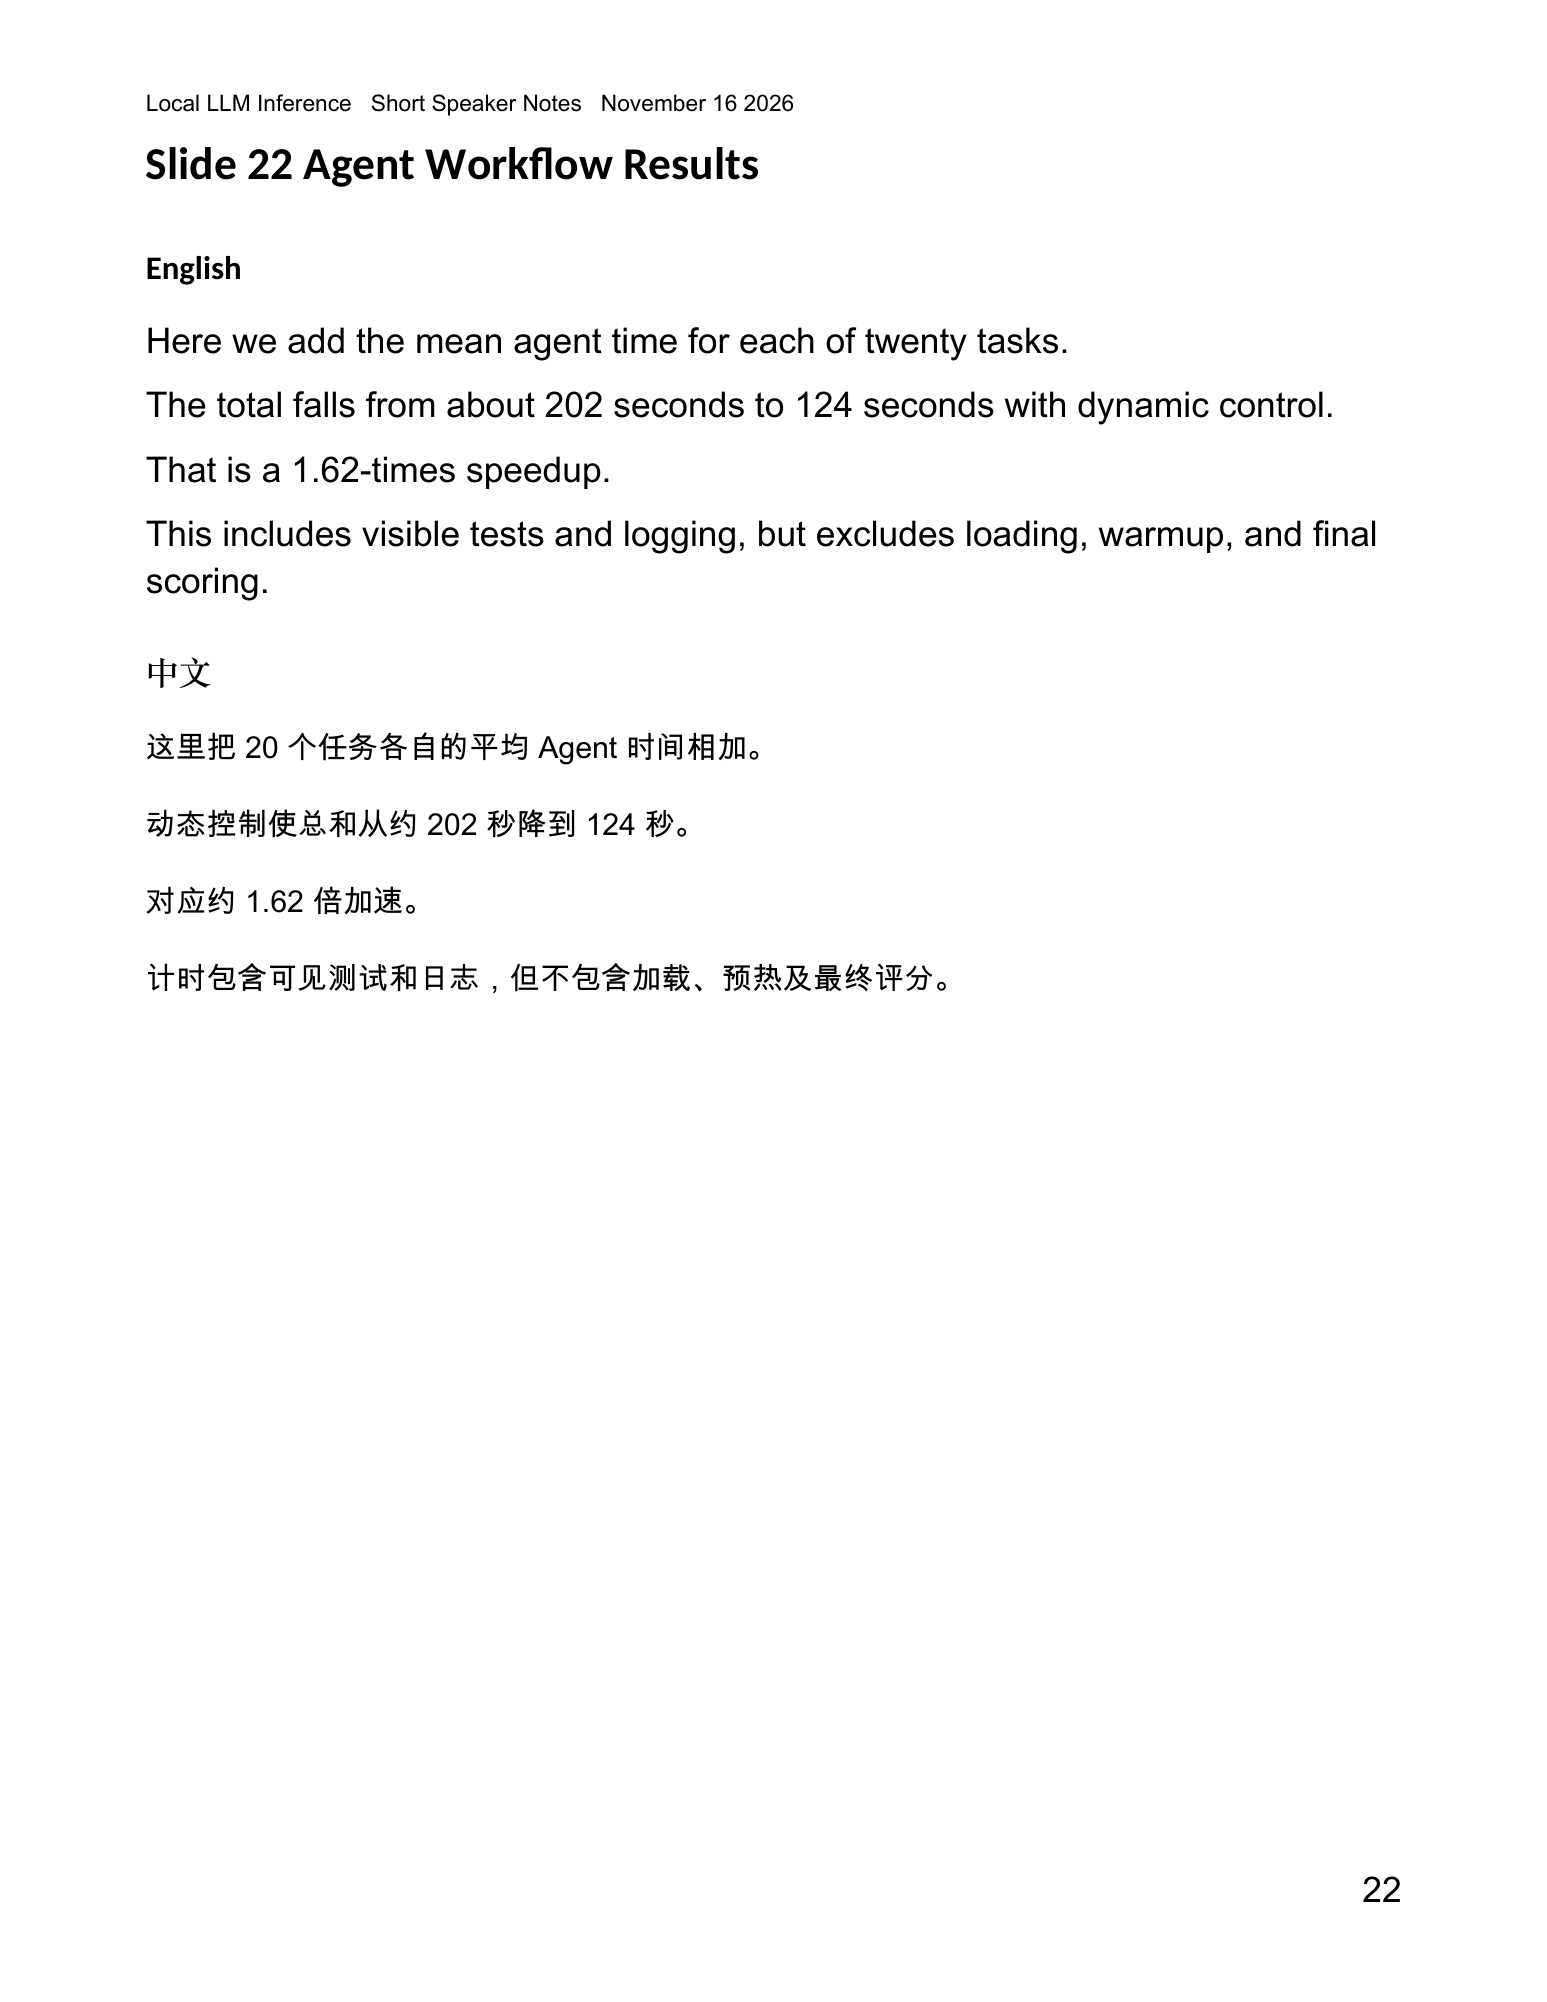 Local LLM Inference   Short Speaker Notes   November 16 2026
Slide 22 Agent Workflow Results
English
Here we add the mean agent time for each of twenty tasks.
The total falls from about 202 seconds to 124 seconds with dynamic control.
That is a 1.62-times speedup.
This includes visible tests and logging, but excludes loading, warmup, and final
scoring.
中文
这里把 20 个任务各自的平均 Agent 时间相加。
动态控制使总和从约 202 秒降到 124 秒。
对应约 1.62 倍加速。
计时包含可见测试和日志，但不包含加载、预热及最终评分。
22